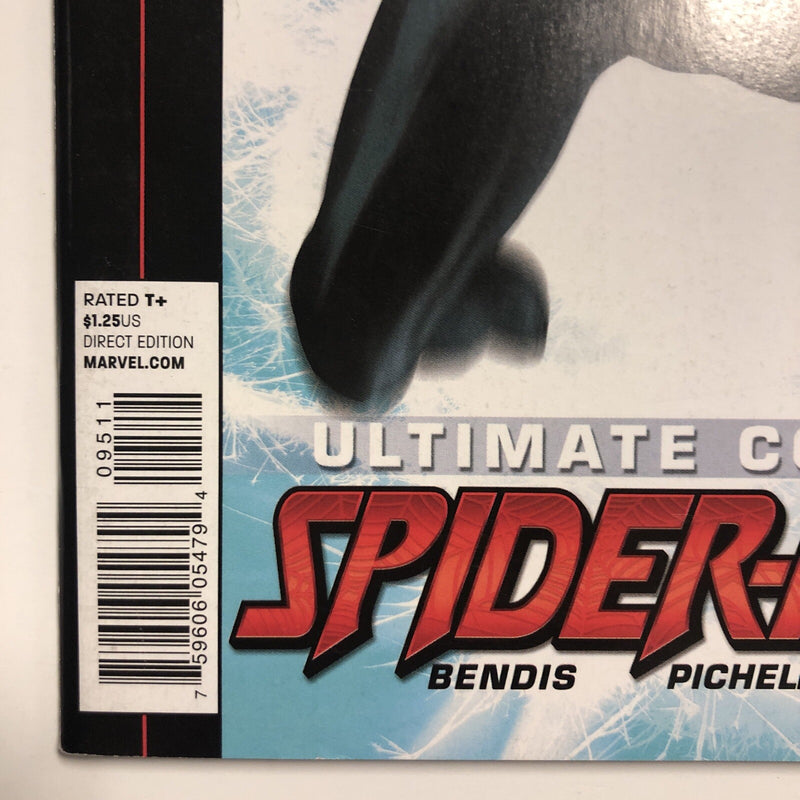 RATED T+
$1.25US
DIRECT EDITION
MARVEL.COM
09511
7 59606 05479 4
ULTIMATE CO
SPIDER-
BENDIS PICHEL